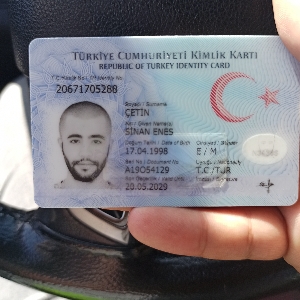 TÜRKİYE CUMHURİYETİ KİMLİK KARTI
REPUBLIC OF TURKEY IDENTITY CARD
T.C. Kimlik No / Identity No
20671705288
Soyadı / Surname
ÇETİN
Adı / Given Name(s)
SİNAN ENES
Doğum Tarihi / Date of Birth Cinsiyeti / Gender
17.04.1998 E / M
Seri No / Document No Uyruğu / Nationality
A19O54129 T.C./TUR
Son Geçerlilik / Valid Until
20.05.2029